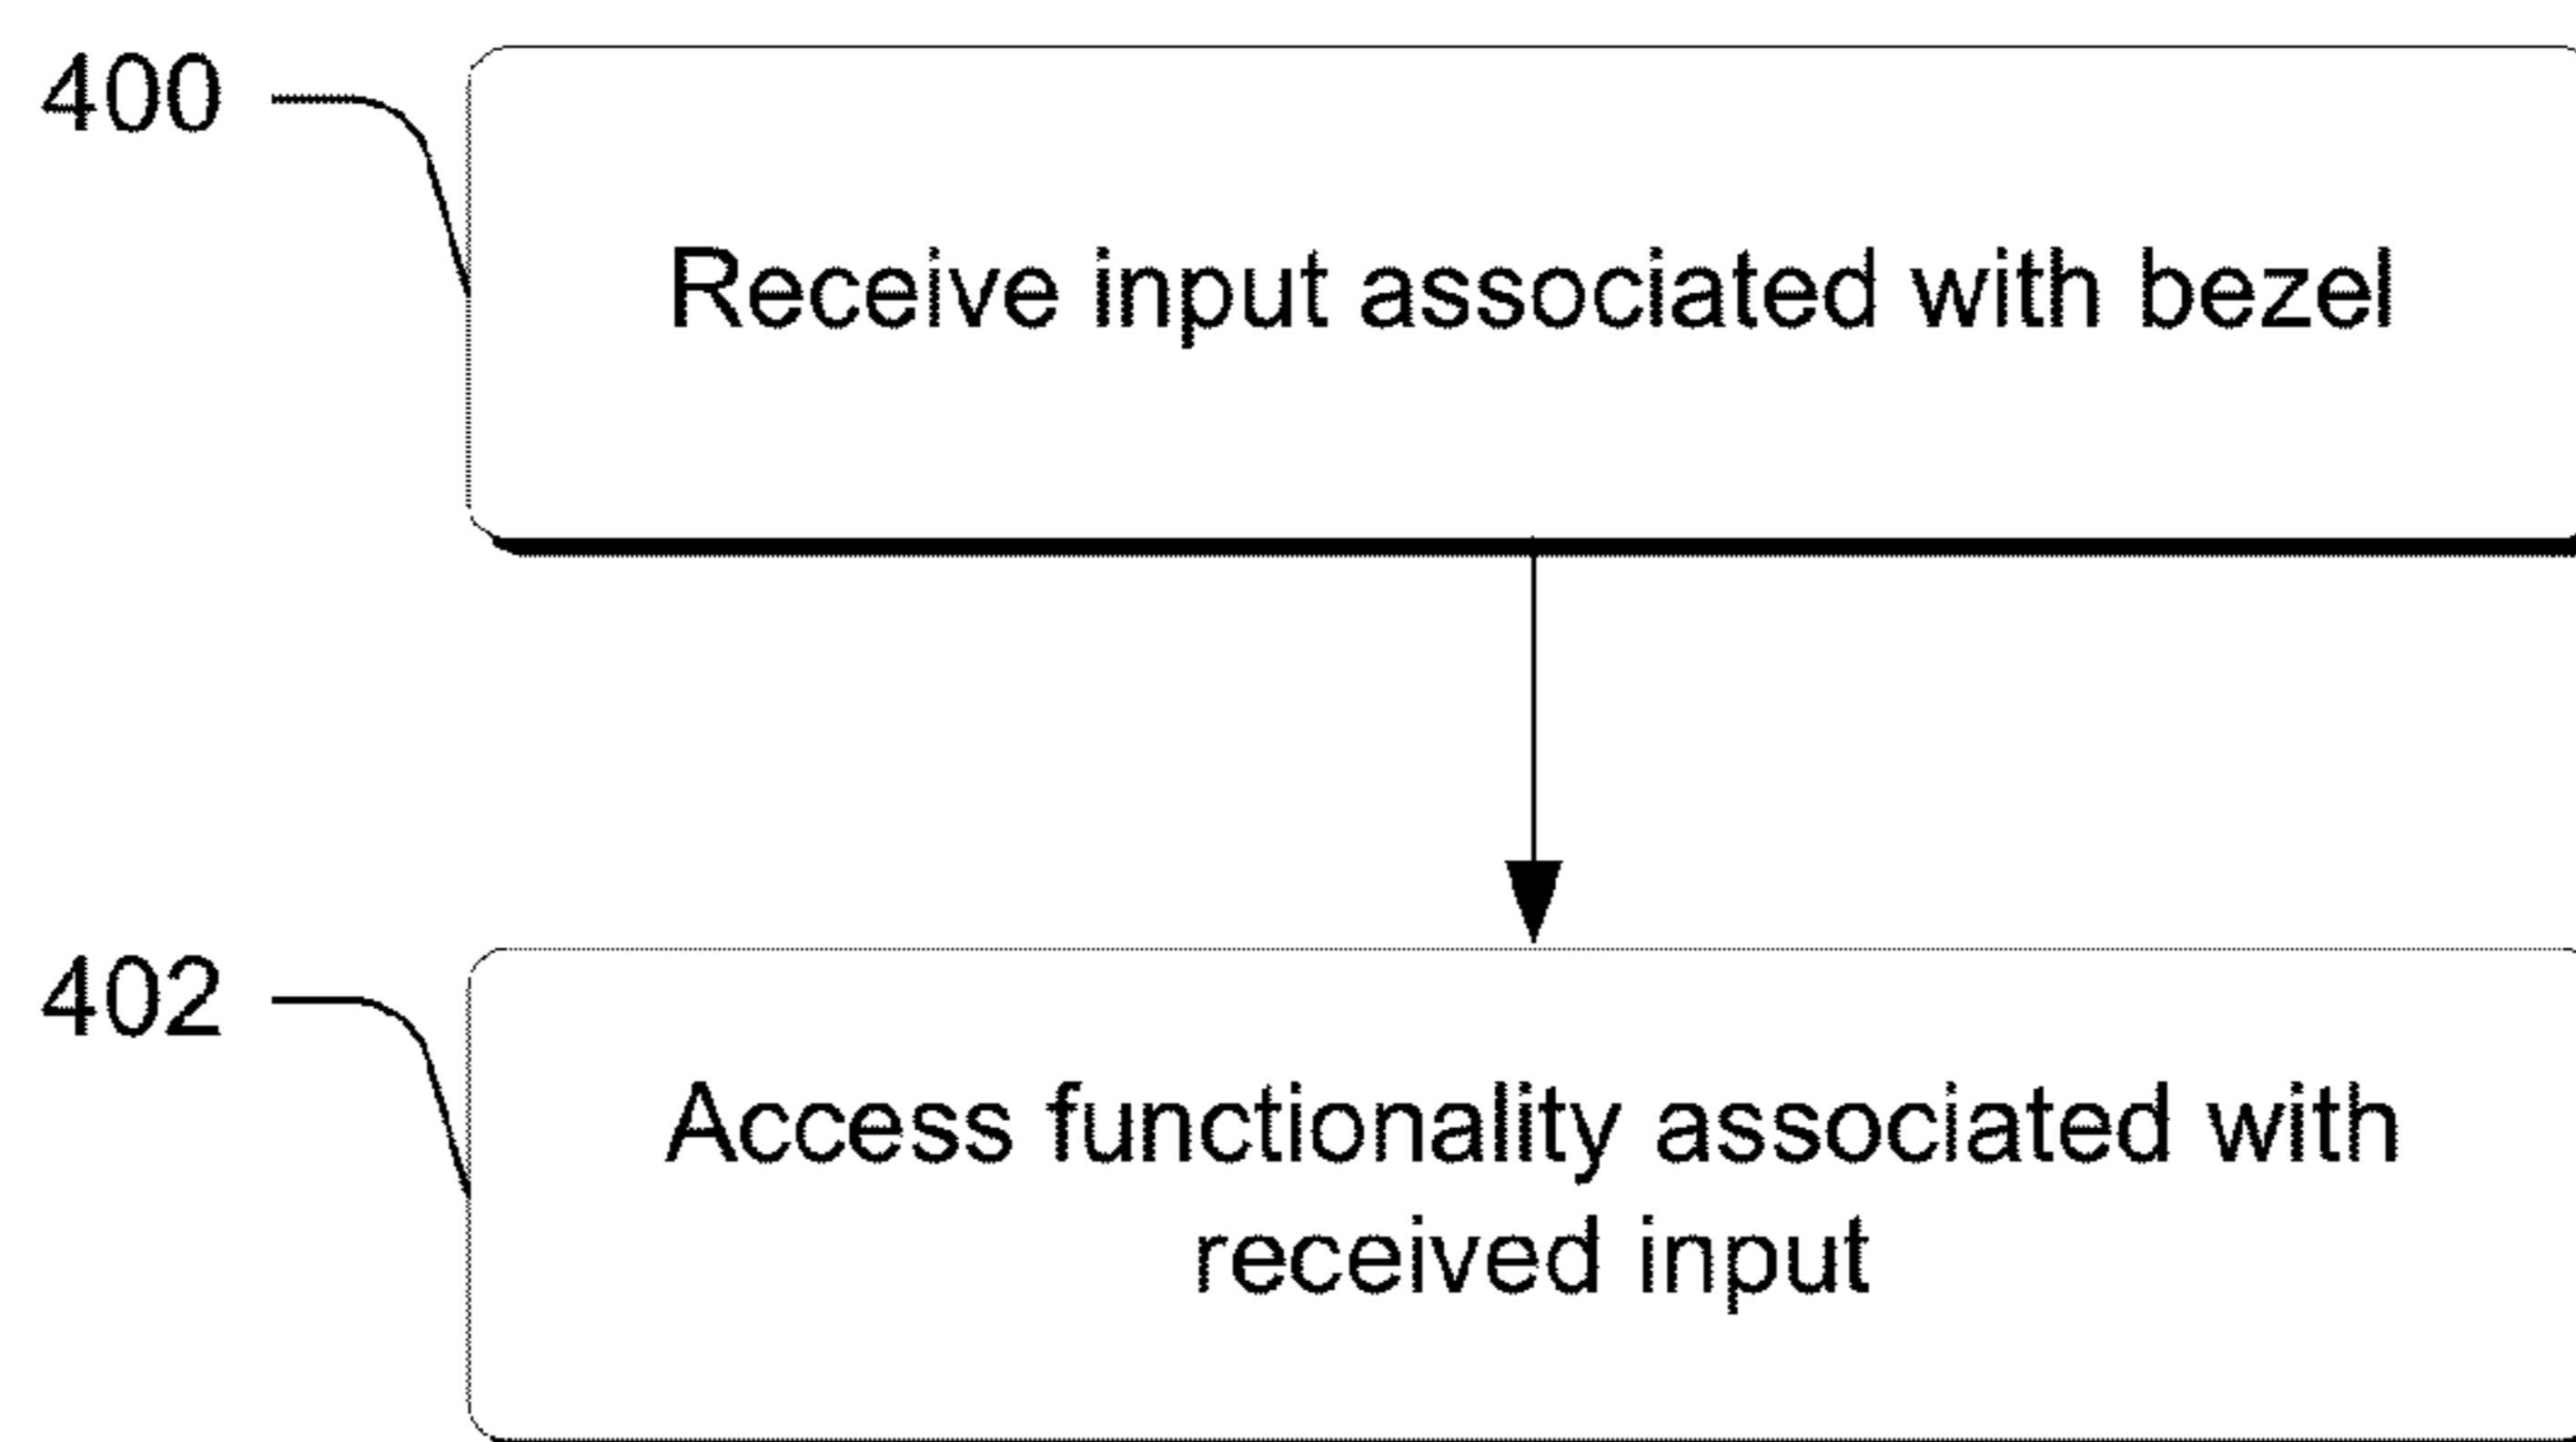 400
Receive input associated with bezel
402
Access functionality associated with
received input